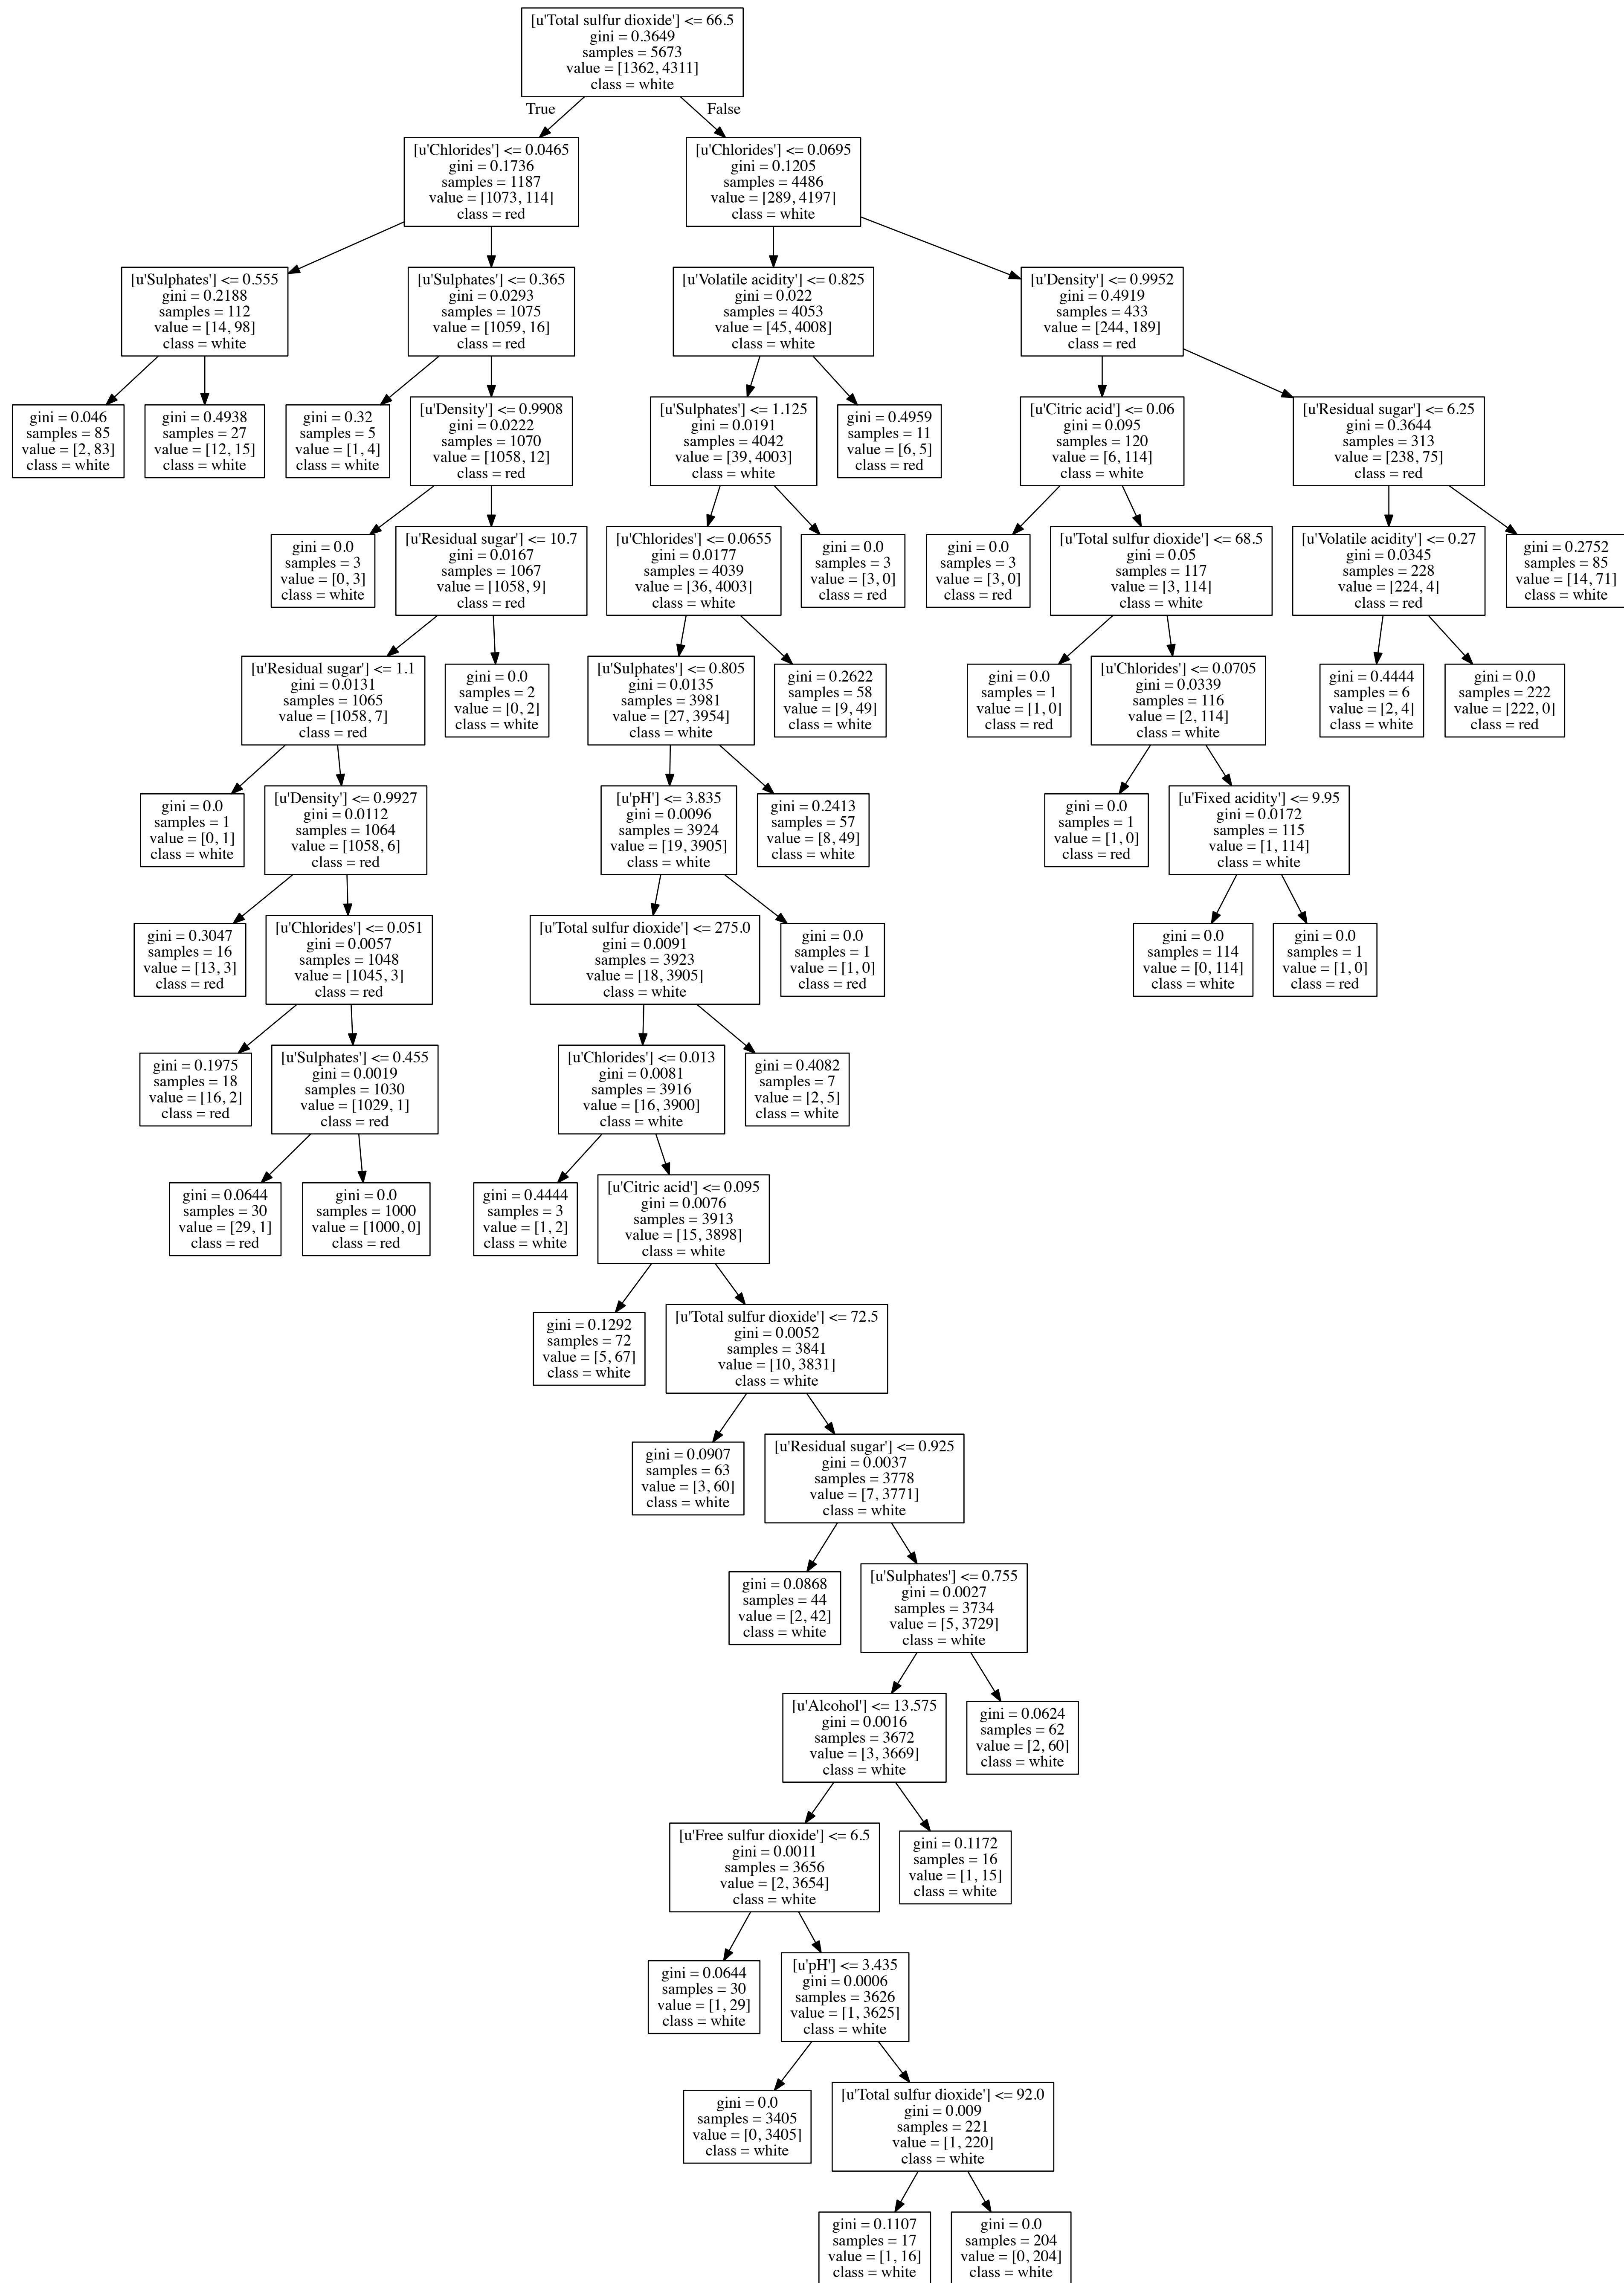 [u'Total sulfur dioxide'] <= 66.5
gini = 0.3649
samples = 5673
value = [1362, 4311]
class = white
True
False
[u'Chlorides'] <= 0.0465
gini = 0.1736
samples = 1187
value = [1073, 114]
class = red
[u'Chlorides'] <= 0.0695
gini = 0.1205
samples = 4486
value = [289, 4197]
class = white
[u'Sulphates'] <= 0.555
gini = 0.2188
samples = 112
value = [14, 98]
class = white
[u'Sulphates'] <= 0.365
gini = 0.0293
samples = 1075
value = [1059, 16]
class = red
[u'Volatile acidity'] <= 0.825
gini = 0.022
samples = 4053
value = [45, 4008]
class = white
[u'Density'] <= 0.9952
gini = 0.4919
samples = 433
value = [244, 189]
class = red
gini = 0.046
samples = 85
value = [2, 83]
class = white
gini = 0.4938
samples = 27
value = [12, 15]
class = white
gini = 0.32
samples = 5
value = [1, 4]
class = white
[u'Density'] <= 0.9908
gini = 0.0222
samples = 1070
value = [1058, 12]
class = red
[u'Sulphates'] <= 1.125
gini = 0.0191
samples = 4042
value = [39, 4003]
class = white
gini = 0.4959
samples = 11
value = [6, 5]
class = red
[u'Citric acid'] <= 0.06
gini = 0.095
samples = 120
value = [6, 114]
class = white
[u'Residual sugar'] <= 6.25
gini = 0.3644
samples = 313
value = [238, 75]
class = red
gini = 0.0
samples = 3
value = [0, 3]
class = white
[u'Residual sugar'] <= 10.7
gini = 0.0167
samples = 1067
value = [1058, 9]
class = red
[u'Chlorides'] <= 0.0655
gini = 0.0177
samples = 4039
value = [36, 4003]
class = white
gini = 0.0
samples = 3
value = [3, 0]
class = red
gini = 0.0
samples = 3
value = [3, 0]
class = red
[u'Total sulfur dioxide'] <= 68.5
gini = 0.05
samples = 117
value = [3, 114]
class = white
[u'Volatile acidity'] <= 0.27
gini = 0.0345
samples = 228
value = [224, 4]
class = red
gini = 0.2752
samples = 85
value = [14, 71]
class = white
[u'Residual sugar'] <= 1.1
gini = 0.0131
samples = 1065
value = [1058, 7]
class = red
gini = 0.0
samples = 2
value = [0, 2]
class = white
[u'Sulphates'] <= 0.805
gini = 0.0135
samples = 3981
value = [27, 3954]
class = white
gini = 0.2622
samples = 58
value = [9, 49]
class = white
gini = 0.0
samples = 1
value = [1, 0]
class = red
[u'Chlorides'] <= 0.0705
gini = 0.0339
samples = 116
value = [2, 114]
class = white
gini = 0.4444
samples = 6
value = [2, 4]
class = white
gini = 0.0
samples = 222
value = [222, 0]
class = red
gini = 0.0
samples = 1
value = [0, 1]
class = white
[u'Density'] <= 0.9927
gini = 0.0112
samples = 1064
value = [1058, 6]
class = red
[u'pH'] <= 3.835
gini = 0.0096
samples = 3924
value = [19, 3905]
class = white
gini = 0.2413
samples = 57
value = [8, 49]
class = white
gini = 0.0
samples = 1
value = [1, 0]
class = red
[u'Fixed acidity'] <= 9.95
gini = 0.0172
samples = 115
value = [1, 114]
class = white
gini = 0.3047
samples = 16
value = [13, 3]
class = red
[u'Chlorides'] <= 0.051
gini = 0.0057
samples = 1048
value = [1045, 3]
class = red
[u'Total sulfur dioxide'] <= 275.0
gini = 0.0091
samples = 3923
value = [18, 3905]
class = white
gini = 0.0
samples = 1
value = [1, 0]
class = red
gini = 0.0
samples = 114
value = [0, 114]
class = white
gini = 0.0
samples = 1
value = [1, 0]
class = red
gini = 0.1975
samples = 18
value = [16, 2]
class = red
[u'Sulphates'] <= 0.455
gini = 0.0019
samples = 1030
value = [1029, 1]
class = red
[u'Chlorides'] <= 0.013
gini = 0.0081
samples = 3916
value = [16, 3900]
class = white
gini = 0.4082
samples = 7
value = [2, 5]
class = white
gini = 0.0644
samples = 30
value = [29, 1]
class = red
gini = 0.0
samples = 1000
value = [1000, 0]
class = red
gini = 0.4444
samples = 3
value = [1, 2]
class = white
[u'Citric acid'] <= 0.095
gini = 0.0076
samples = 3913
value = [15, 3898]
class = white
gini = 0.1292
samples = 72
value = [5, 67]
class = white
[u'Total sulfur dioxide'] <= 72.5
gini = 0.0052
samples = 3841
value = [10, 3831]
class = white
gini = 0.0907
samples = 63
value = [3, 60]
class = white
[u'Residual sugar'] <= 0.925
gini = 0.0037
samples = 3778
value = [7, 3771]
class = white
gini = 0.0868
samples = 44
value = [2, 42]
class = white
[u'Sulphates'] <= 0.755
gini = 0.0027
samples = 3734
value = [5, 3729]
class = white
[u'Alcohol'] <= 13.575
gini = 0.0016
samples = 3672
value = [3, 3669]
class = white
gini = 0.0624
samples = 62
value = [2, 60]
class = white
[u'Free sulfur dioxide'] <= 6.5
gini = 0.0011
samples = 3656
value = [2, 3654]
class = white
gini = 0.1172
samples = 16
value = [1, 15]
class = white
gini = 0.0644
samples = 30
value = [1, 29]
class = white
[u'pH'] <= 3.435
gini = 0.0006
samples = 3626
value = [1, 3625]
class = white
gini = 0.0
samples = 3405
value = [0, 3405]
class = white
[u'Total sulfur dioxide'] <= 92.0
gini = 0.009
samples = 221
value = [1, 220]
class = white
gini = 0.1107
samples = 17
value = [1, 16]
class = white
gini = 0.0
samples = 204
value = [0, 204]
class = white